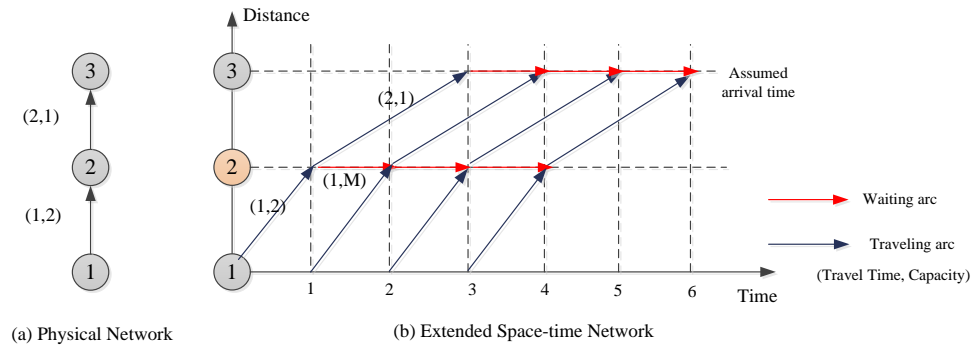 Distance
3
(2,1)
2
(1,2)
1
3
2
1
(2,1)
(1,M)
(1,2)
Assumed
arrival time
1 2 3 4 5 6
Time
Waiting arc
Traveling arc
(Travel Time, Capacity)
(a) Physical Network
(b) Extended Space-time Network